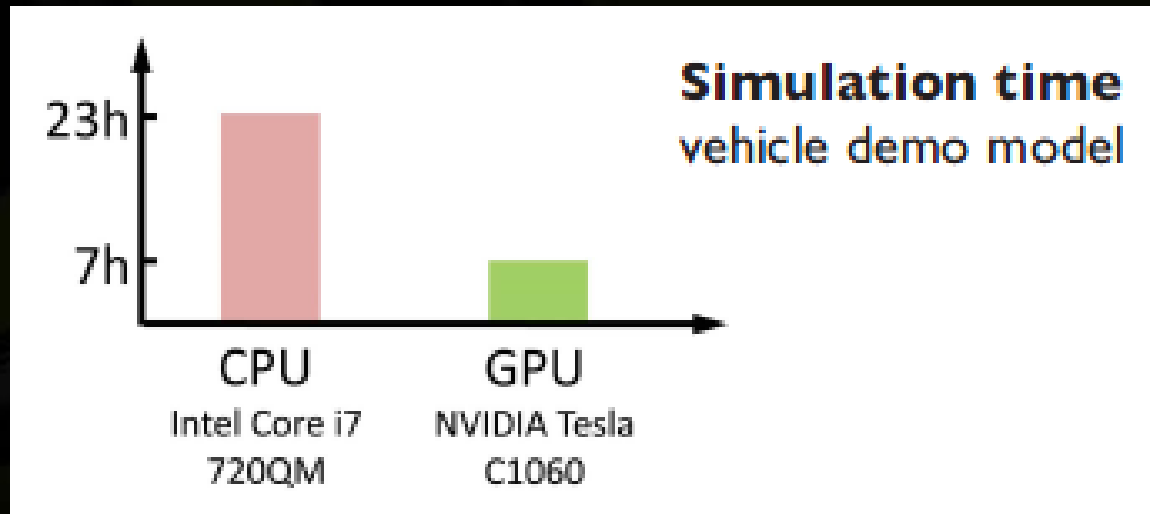 Simulation time
vehicle demo model
23h
7h
CPU
Intel Core i7
720QM
GPU
NVIDIA Tesla
C1060